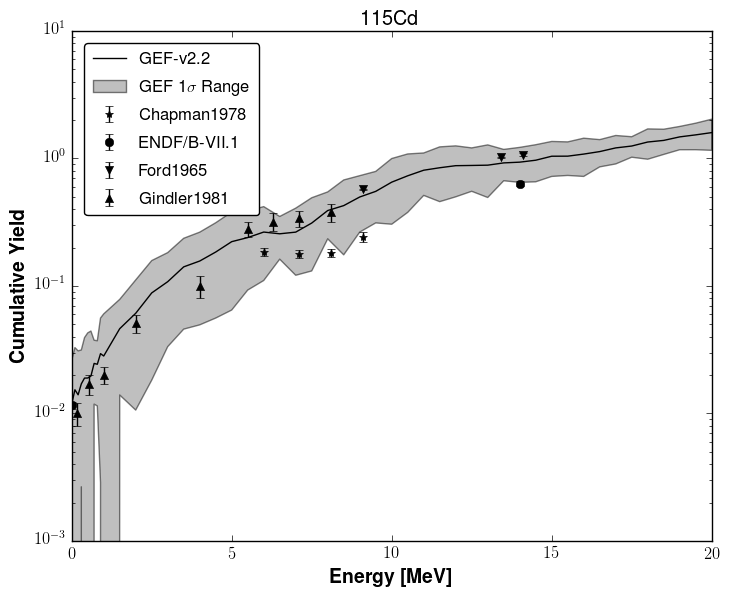 115Cd
10¹
10⁰
10⁻¹
10⁻²
10⁻³
Cumulative Yield
GEF-v2.2
GEF 1σ Range
Chapman1978
ENDF/B-VII.1
Ford1965
Gindler1981
0 5 10 15 20
Energy [MeV]